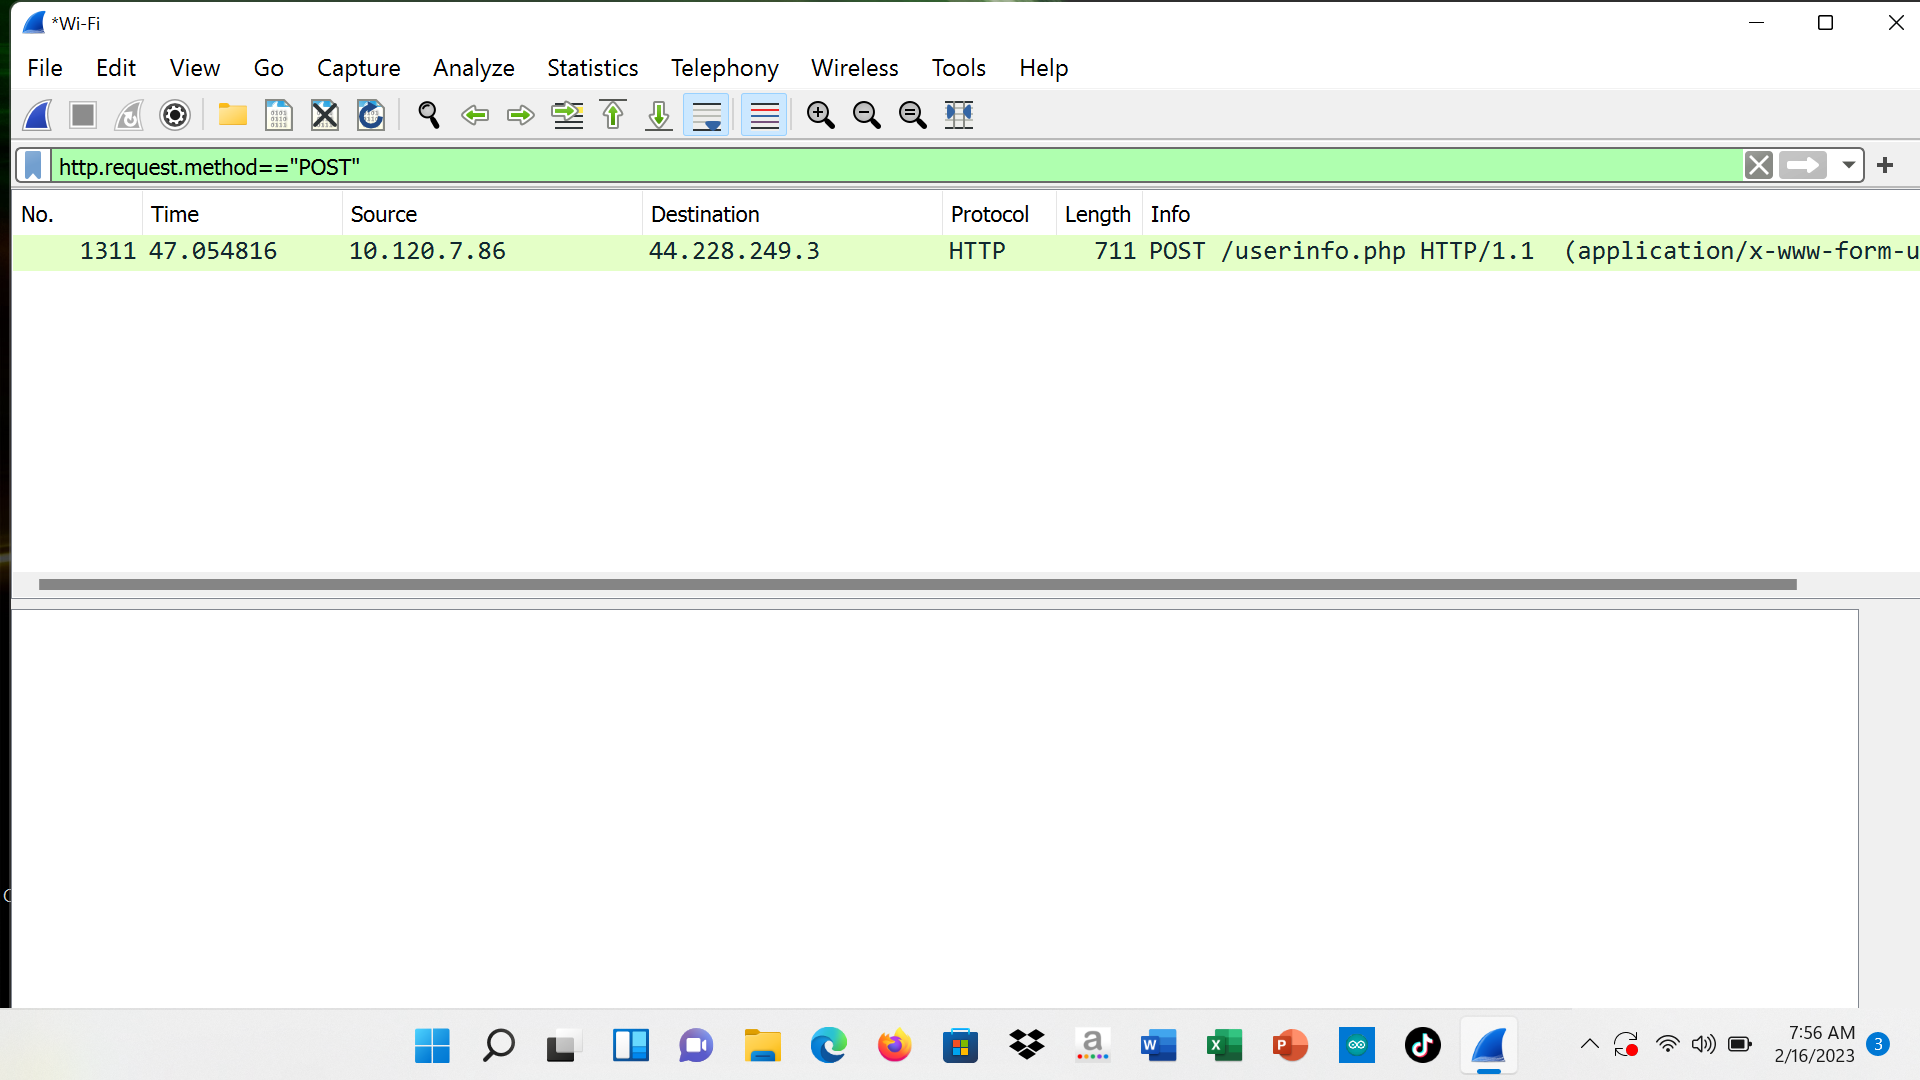 *Wi-Fi
File Edit View Go Capture Analyze Statistics Telephony Wireless Tools Help
http.request.method=="POST"
No. Time Source Destination Protocol Length Info
1311 47.054816 10.120.7.86 44.228.249.3 HTTP 711 POST /userinfo.php HTTP/1.1 (application/x-www-form-u
7:56 AM
2/16/2023
3